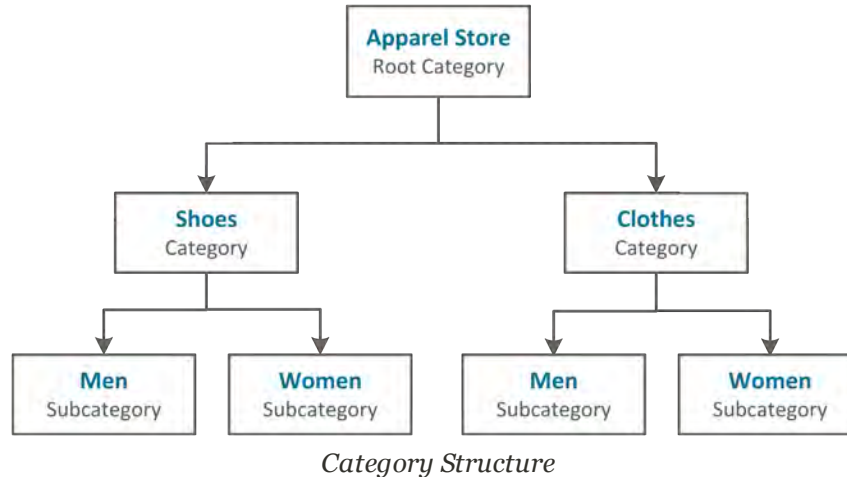 Apparel Store
Root Category
Shoes
Category
Clothes
Category
Men
Subcategory
Women
Subcategory
Men
Subcategory
Women
Subcategory
Category Structure